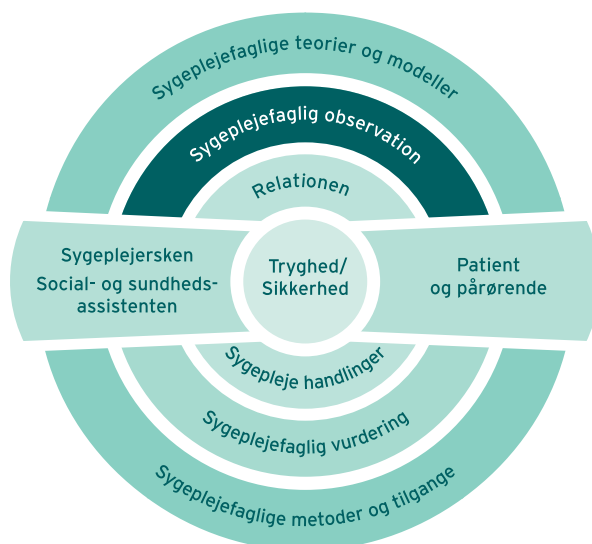 Sygeplejefaglige teorier og modeller
Sygeplejefaglig observation
Relationen
Sygeplejersken
Social- og sundheds-
assistenten
Tryghed/
Sikkerhed
Patient
og pårørende
Sygepleje handlinger
Sygeplejefaglig vurdering
Sygeplejefaglige metoder og tilgange